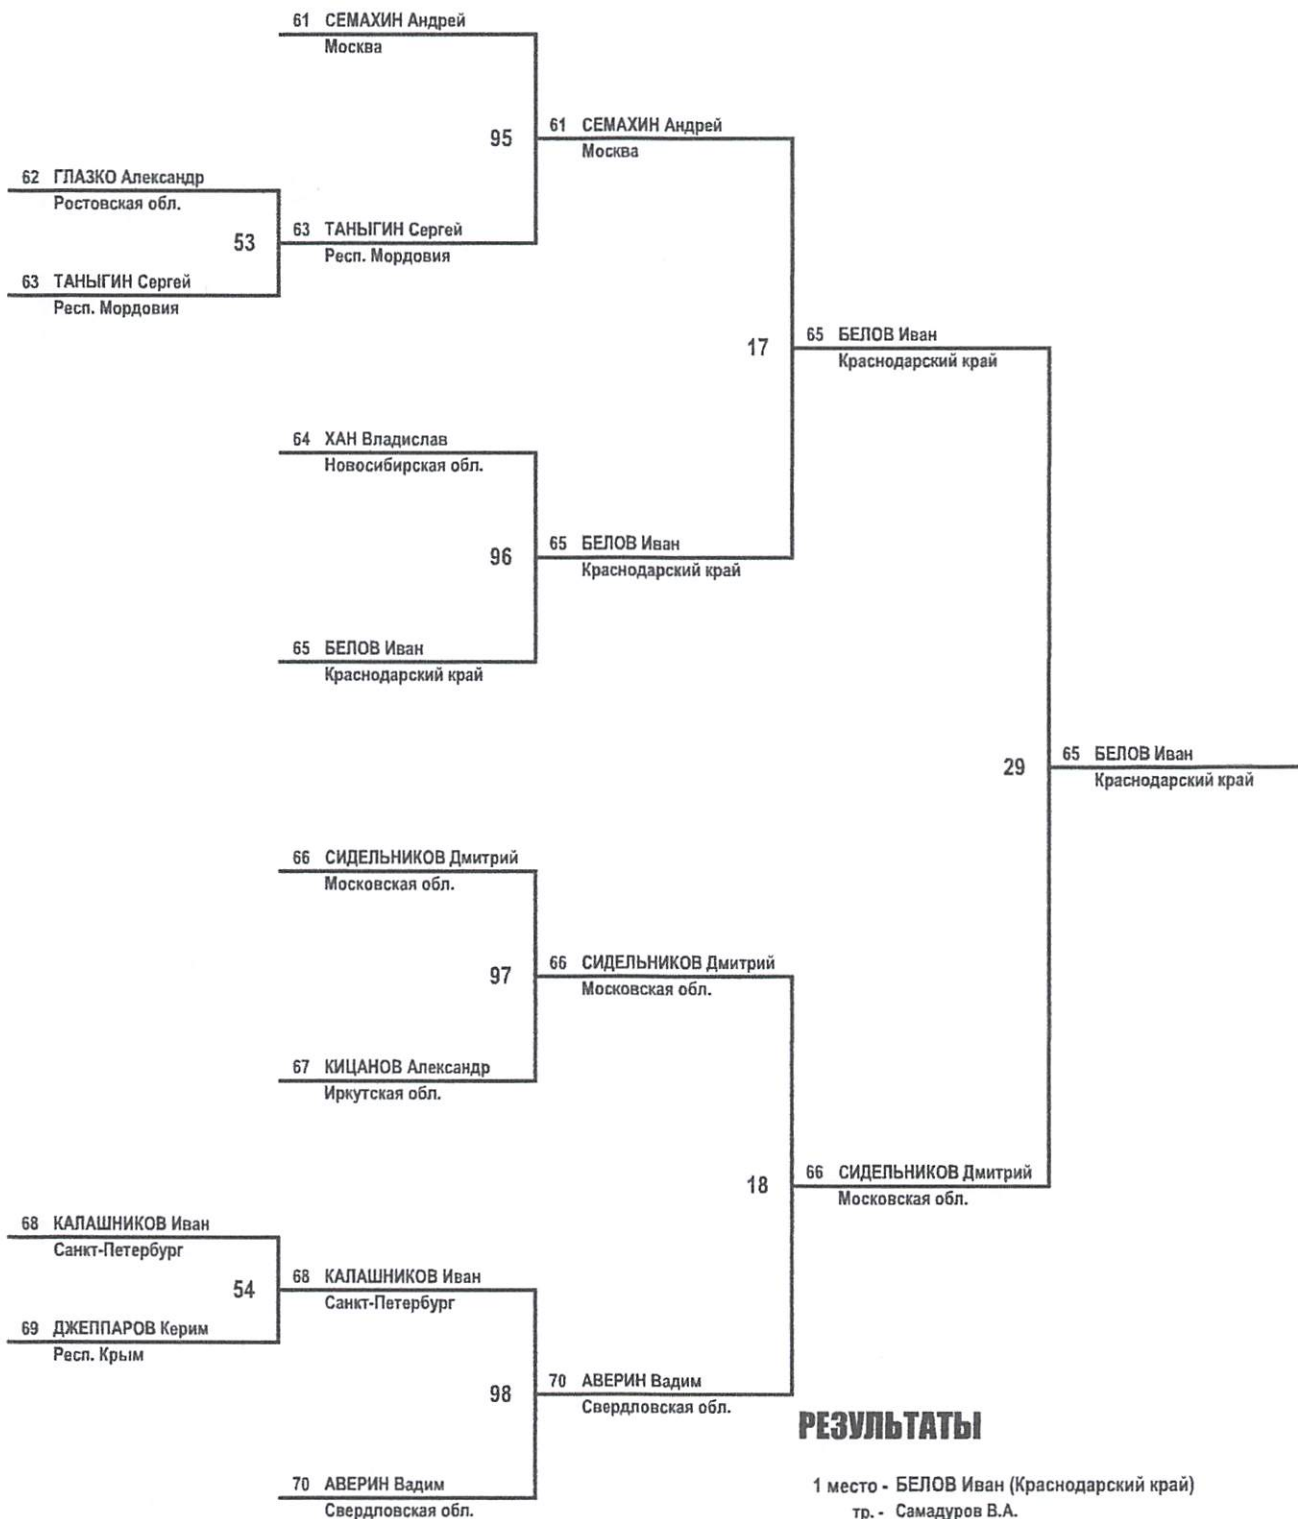 61 СЕМАХИН Андрей
Москва
95
61 СЕМАХИН Андрей
Москва
62 ГЛАЗКО Александр
Ростовская обл.
53
63 ТАНЫГИН Сергей
Респ. Мордовия
63 ТАНЫГИН Сергей
Респ. Мордовия
17
65 БЕЛОВ Иван
Краснодарский край
64 ХАН Владислав
Новосибирская обл.
96
65 БЕЛОВ Иван
Краснодарский край
65 БЕЛОВ Иван
Краснодарский край
29
65 БЕЛОВ Иван
Краснодарский край
66 СИДЕЛЬНИКОВ Дмитрий
Московская обл.
97
66 СИДЕЛЬНИКОВ Дмитрий
Московская обл.
67 КИЦАНОВ Александр
Иркутская обл.
18
66 СИДЕЛЬНИКОВ Дмитрий
Московская обл.
68 КАЛАШНИКОВ Иван
Санкт-Петербург
54
68 КАЛАШНИКОВ Иван
Санкт-Петербург
69 ДЖЕППАРОВ Керим
Респ. Крым
98
70 АВЕРИН Вадим
Свердловская обл.
70 АВЕРИН Вадим
Свердловская обл.
РЕЗУЛЬТАТЫ
1 место - БЕЛОВ Иван (Краснодарский край)
тр. - Самадуров В.А.